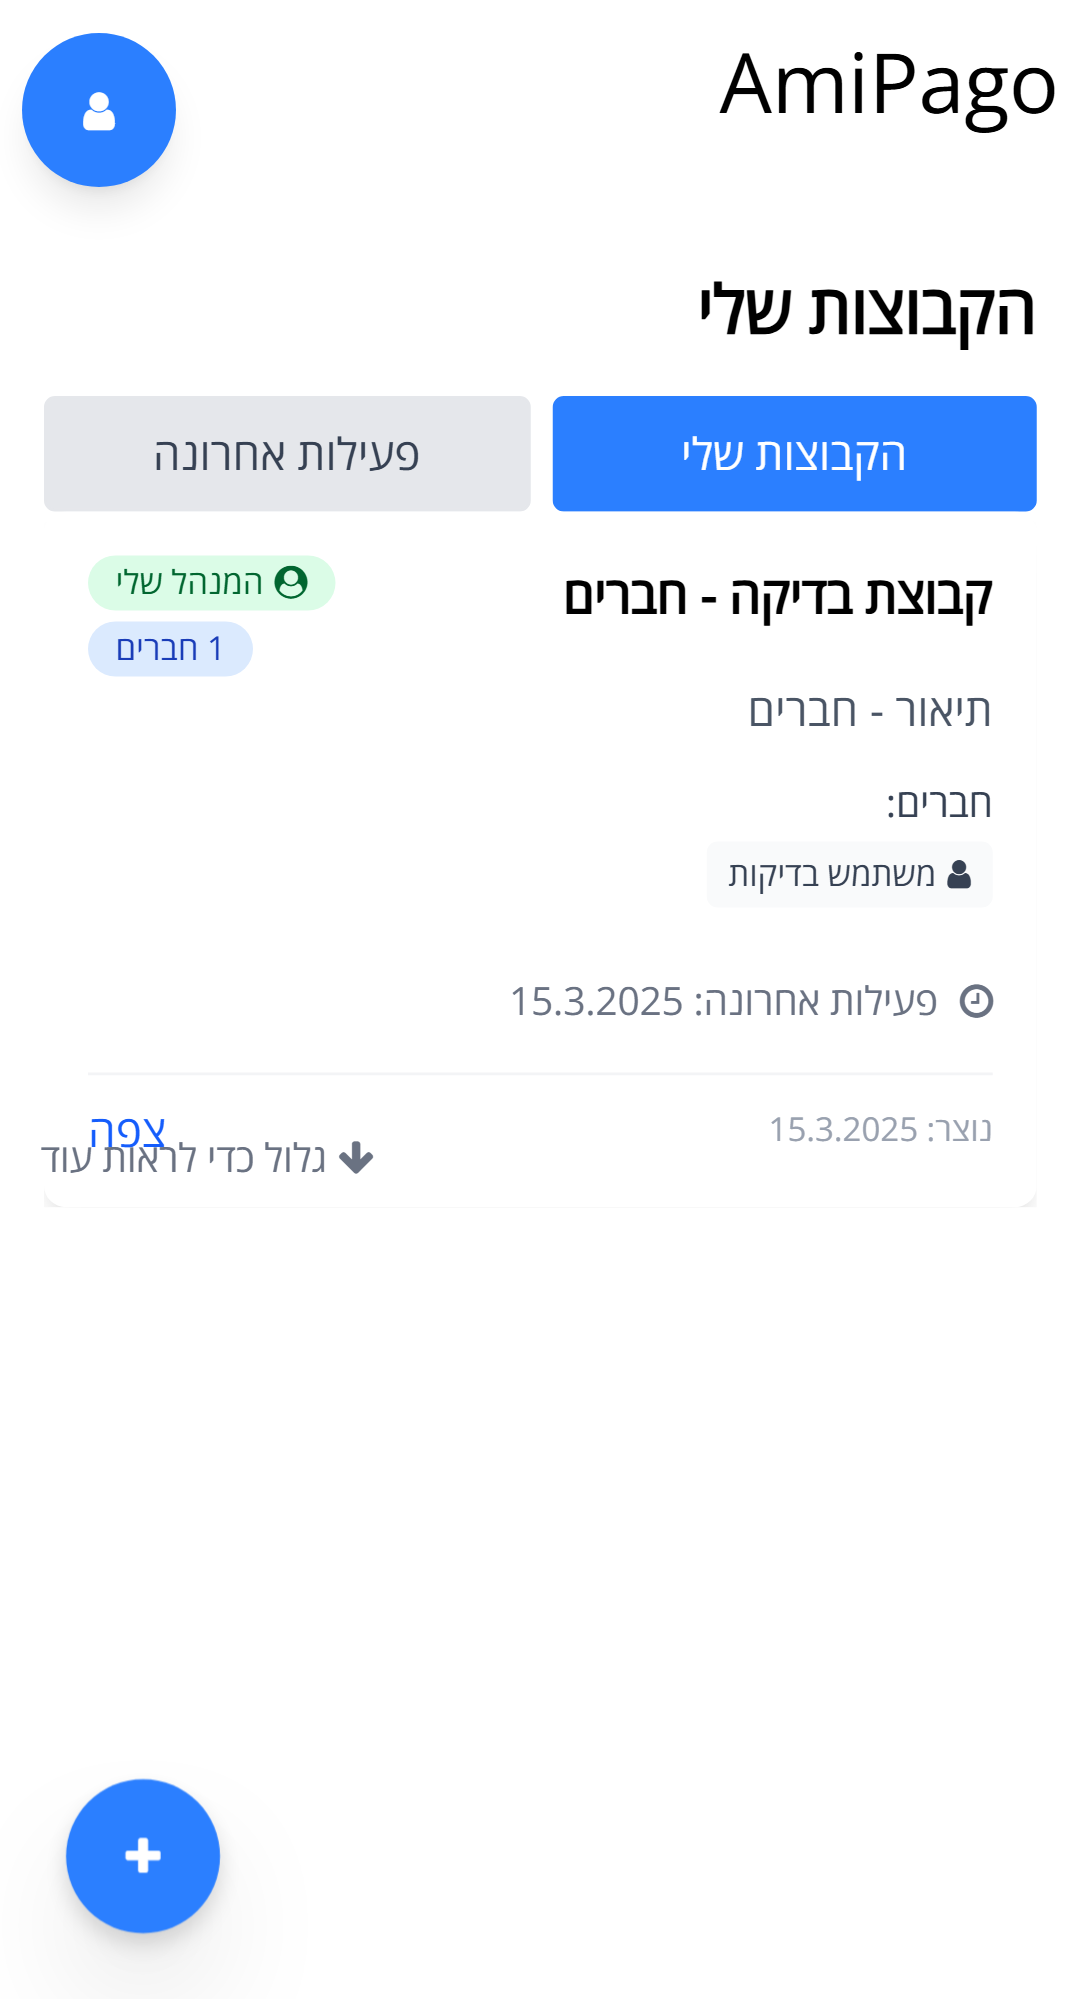 AmiPago
הקבוצות שלי
הקבוצות שלי
פעילות אחרונה
קבוצת בדיקה - חברים
המנהל שלי
1 חברים
תיאור - חברים
חברים:
משתמש בדיקות
פעילות אחרונה: 15.3.2025
נוצר: 15.3.2025
צפה
גלול כדי לראות עוד